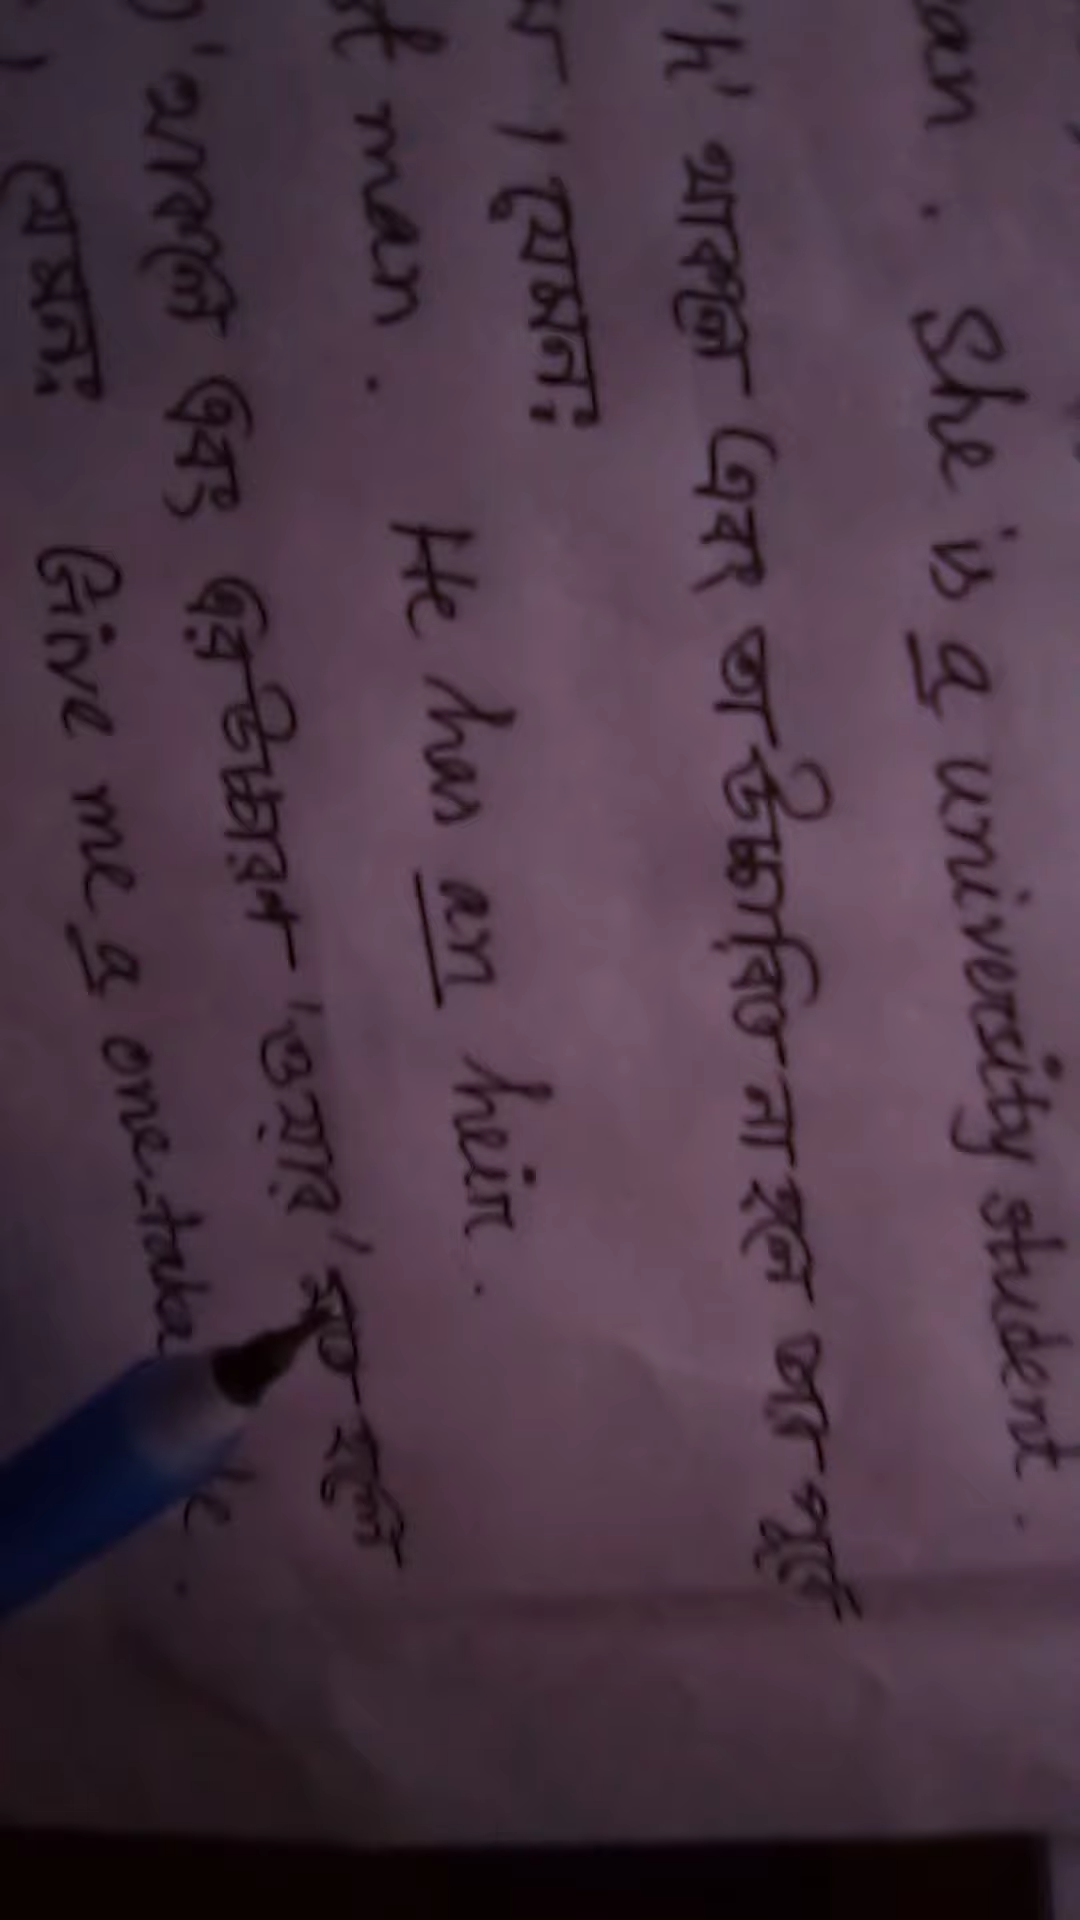 She is a university student.
'h' থাকলে এবং তা উচ্চারিত না হলে তার পূর্বে
। যেমনঃ
man. He has an heir.
থাকলে এবং এর উচ্চারণ 'ওয়ান' মত হলে
যেমনঃ Give me a one-taka